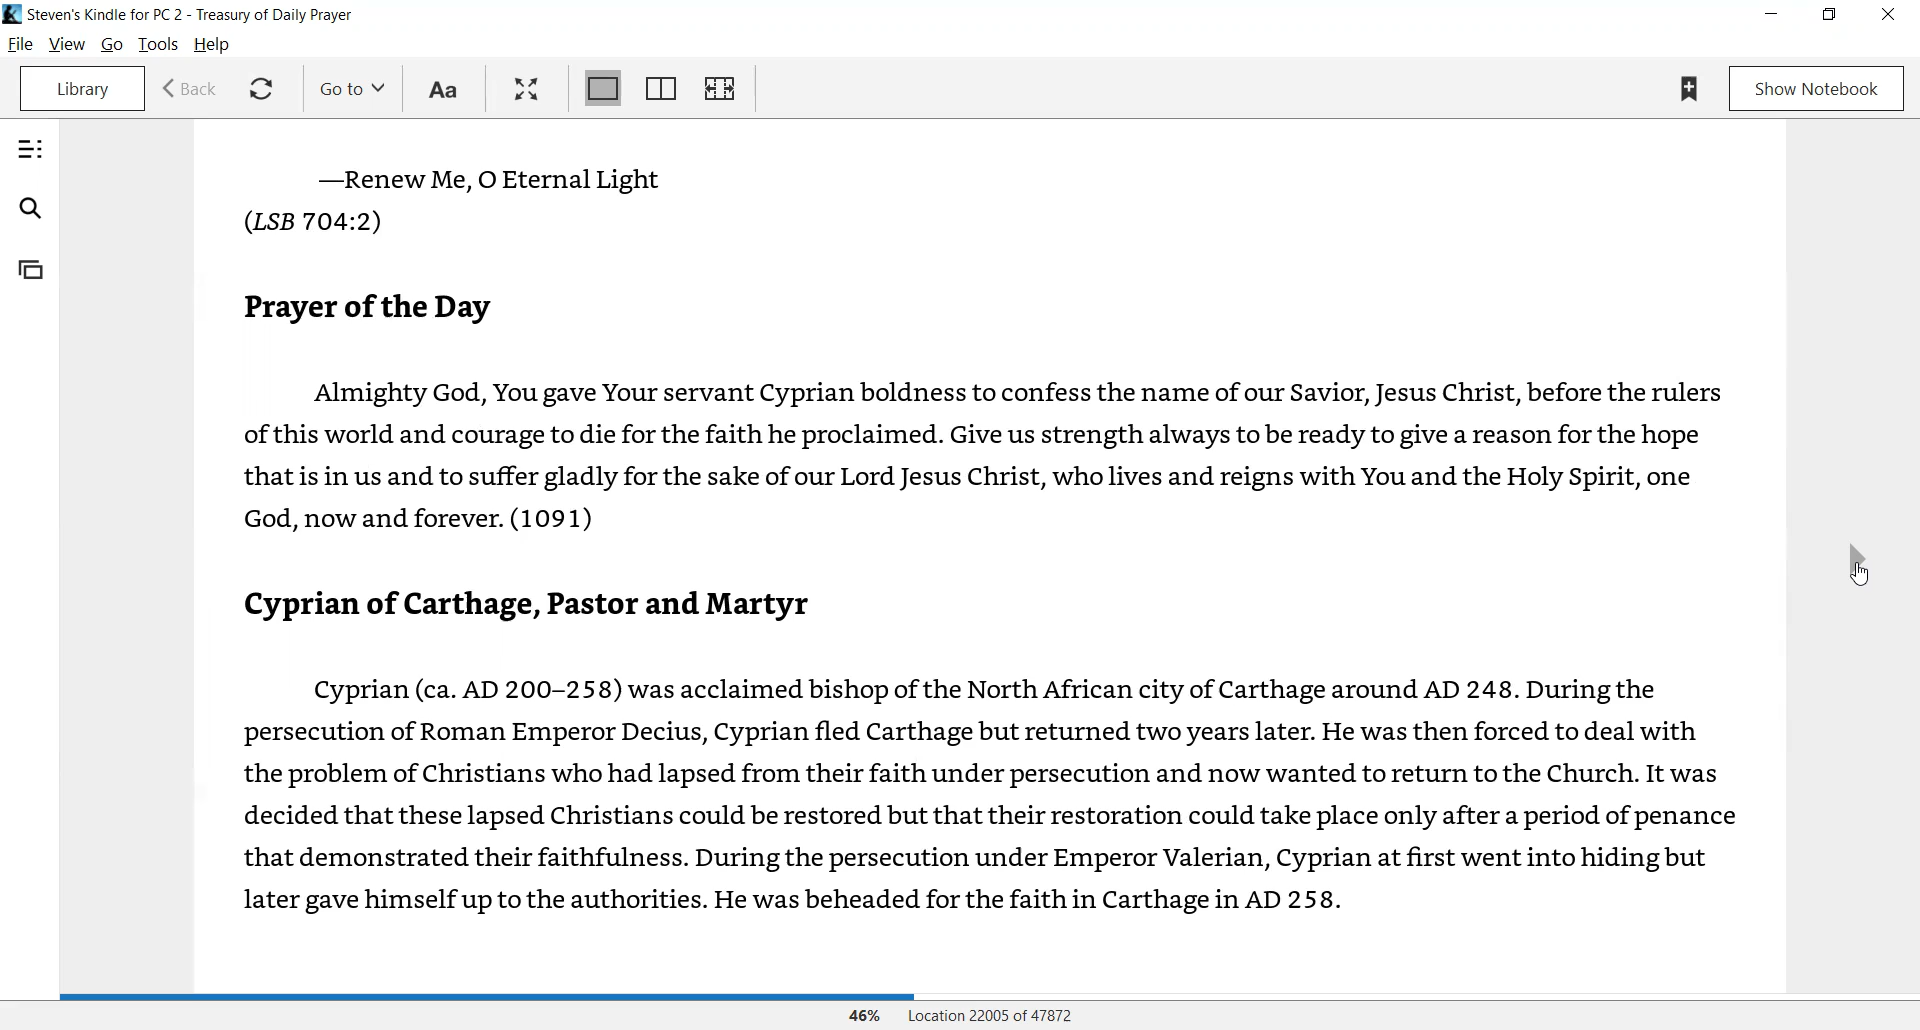 Steven's Kindle for PC 2 - Treasury of Daily Prayer
File View Go Tools Help
Library Back Go to Aa Show Notebook
—Renew Me, O Eternal Light
(LSB 704:2)
Prayer of the Day
Almighty God, You gave Your servant Cyprian boldness to confess the name of our Savior, Jesus Christ, before the rulers
of this world and courage to die for the faith he proclaimed. Give us strength always to be ready to give a reason for the hope
that is in us and to suffer gladly for the sake of our Lord Jesus Christ, who lives and reigns with You and the Holy Spirit, one
God, now and forever. (1091)
Cyprian of Carthage, Pastor and Martyr
Cyprian (ca. AD 200–258) was acclaimed bishop of the North African city of Carthage around AD 248. During the
persecution of Roman Emperor Decius, Cyprian fled Carthage but returned two years later. He was then forced to deal with
the problem of Christians who had lapsed from their faith under persecution and now wanted to return to the Church. It was
decided that these lapsed Christians could be restored but that their restoration could take place only after a period of penance
that demonstrated their faithfulness. During the persecution under Emperor Valerian, Cyprian at first went into hiding but
later gave himself up to the authorities. He was beheaded for the faith in Carthage in AD 258.
46% Location 22005 of 47872